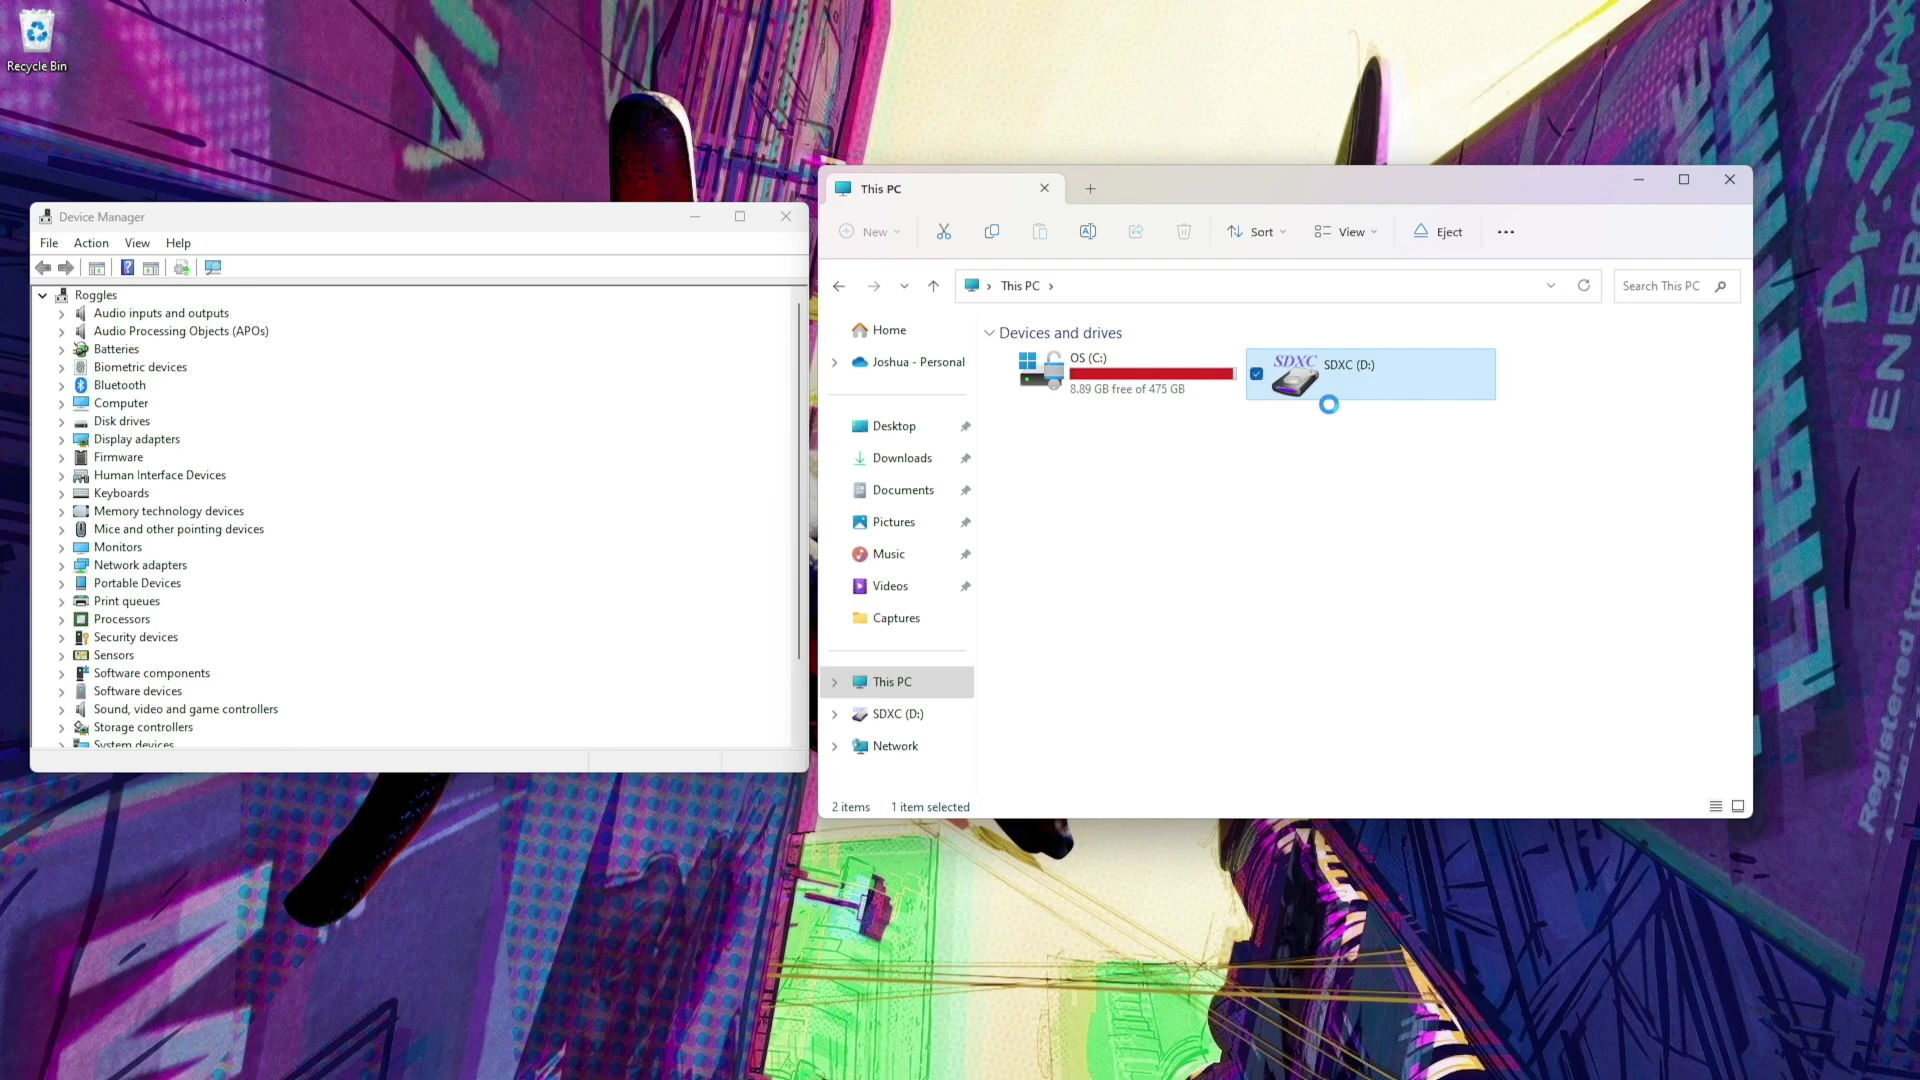 Recycle Bin
Dr.SHA
ENERG
Registered
Device Manager
File Action View Help
Roggles
Audio inputs and outputs
Audio Processing Objects (APOs)
Batteries
Biometric devices
Bluetooth
Computer
Disk drives
Display adapters
Firmware
Human Interface Devices
Keyboards
Memory technology devices
Mice and other pointing devices
Monitors
Network adapters
Portable Devices
Print queues
Processors
Security devices
Sensors
Software components
Software devices
Sound, video and game controllers
Storage controllers
System devices
This PC
New Sort View Eject
This PC Search This PC
Home
Joshua - Personal
Desktop
Downloads
Documents
Pictures
Music
Videos
Captures
This PC
SDXC (D:)
Network
Devices and drives
OS (C:)
8.89 GB free of 475 GB
SDXC
SDXC (D:)
2 items 1 item selected